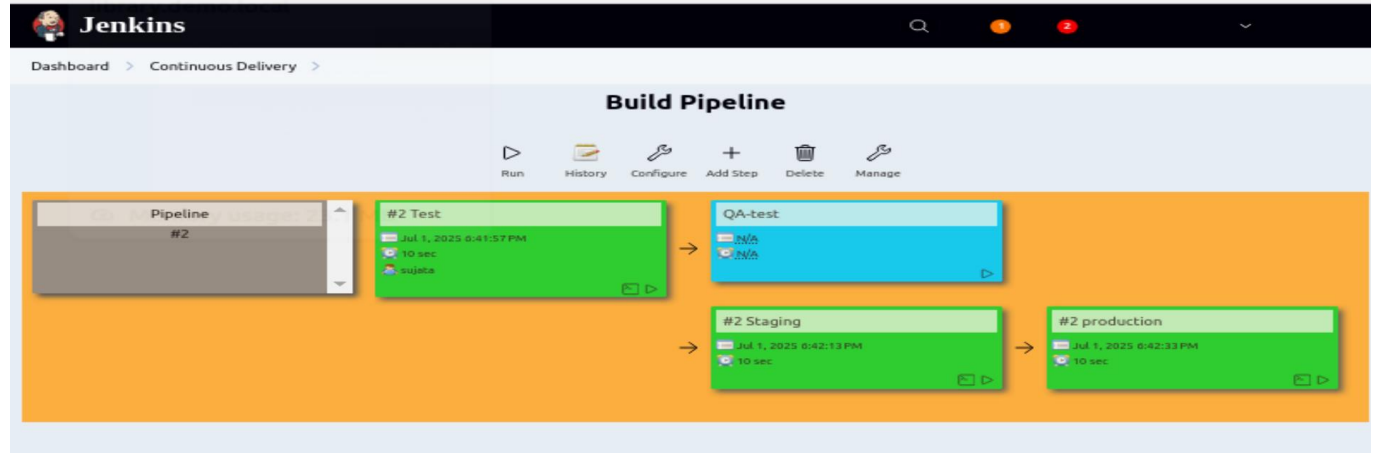 Jenkins
1
2
Dashboard > Continuous Delivery >
Build Pipeline
Run
History
Configure
Add Step
Delete
Manage
Pipeline
#2
#2 Test
Jul 1, 2025 6:41:57 PM
10 sec
sujata
QA-test
N/A
N/A
#2 Staging
Jul 1, 2025 6:42:13 PM
10 sec
#2 production
Jul 1, 2025 6:42:33 PM
10 sec